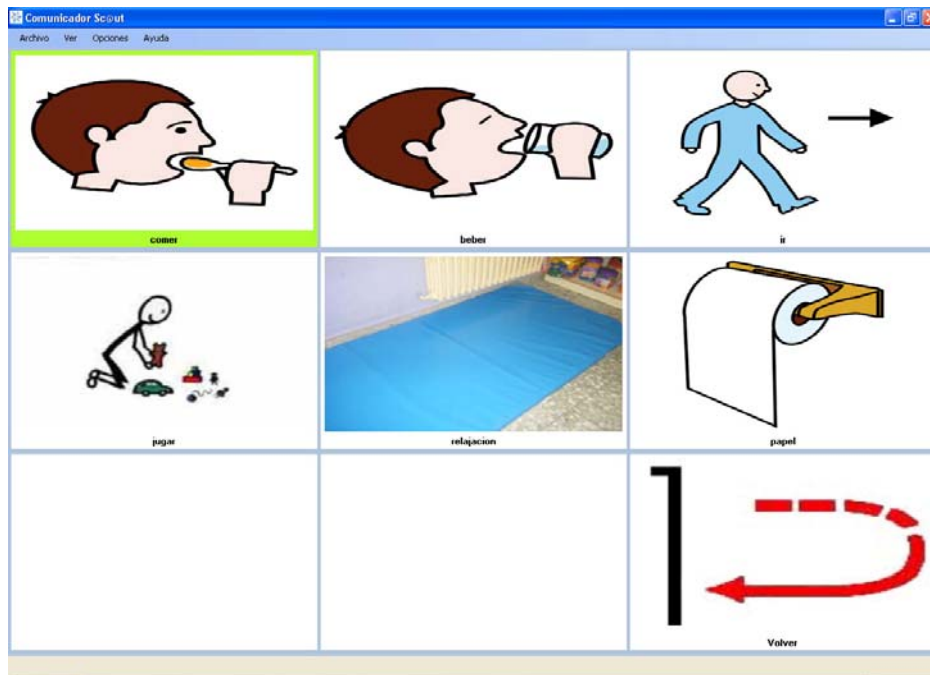 Comunicador Sc@ut
Archivo Ver Opciones Ayuda
comer beber ir
jugar relajacion papel
Volver